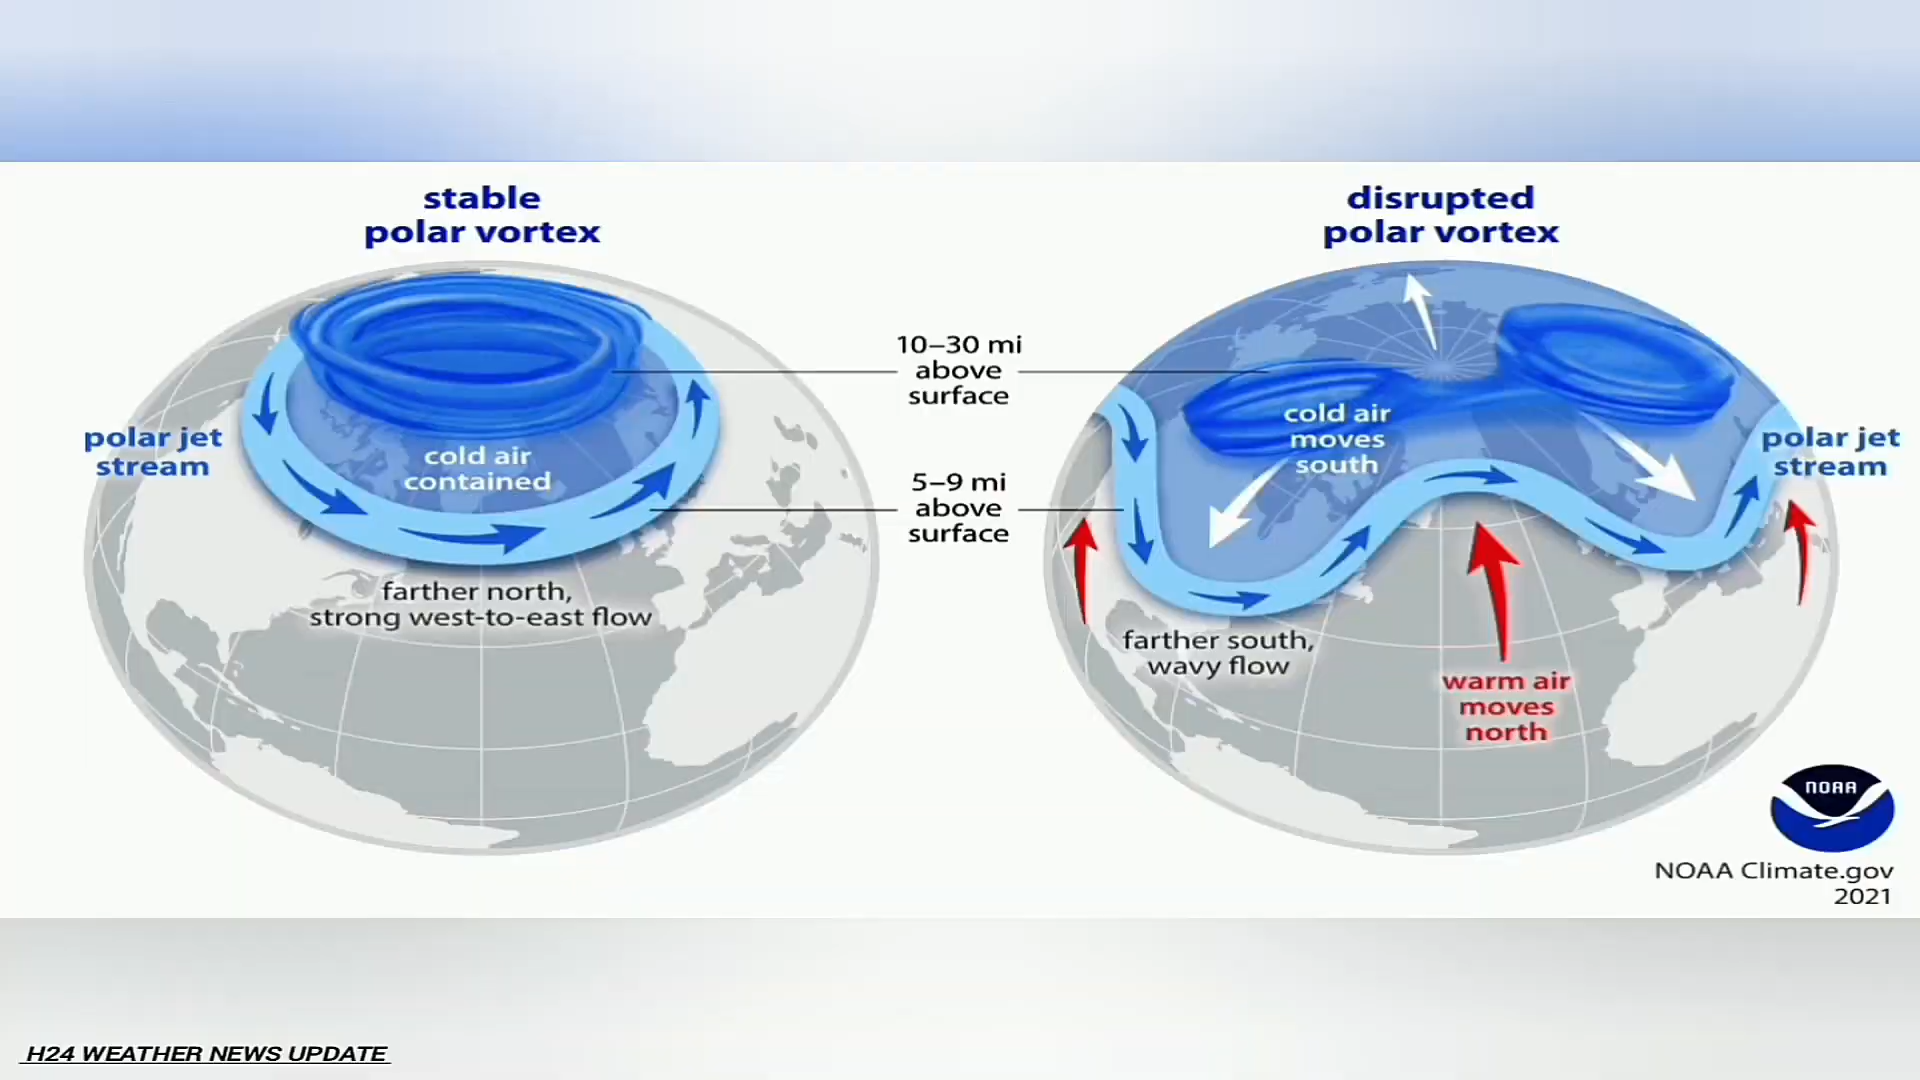 stable
polar vortex
disrupted
polar vortex
10–30 mi
above
surface
polar jet
stream
cold air
contained
5–9 mi
above
surface
cold air
moves
south
polar jet
stream
farther north,
strong west-to-east flow
farther south,
wavy flow
warm air
moves
north
NOAA
NOAA Climate.gov
2021
H24 WEATHER NEWS UPDATE